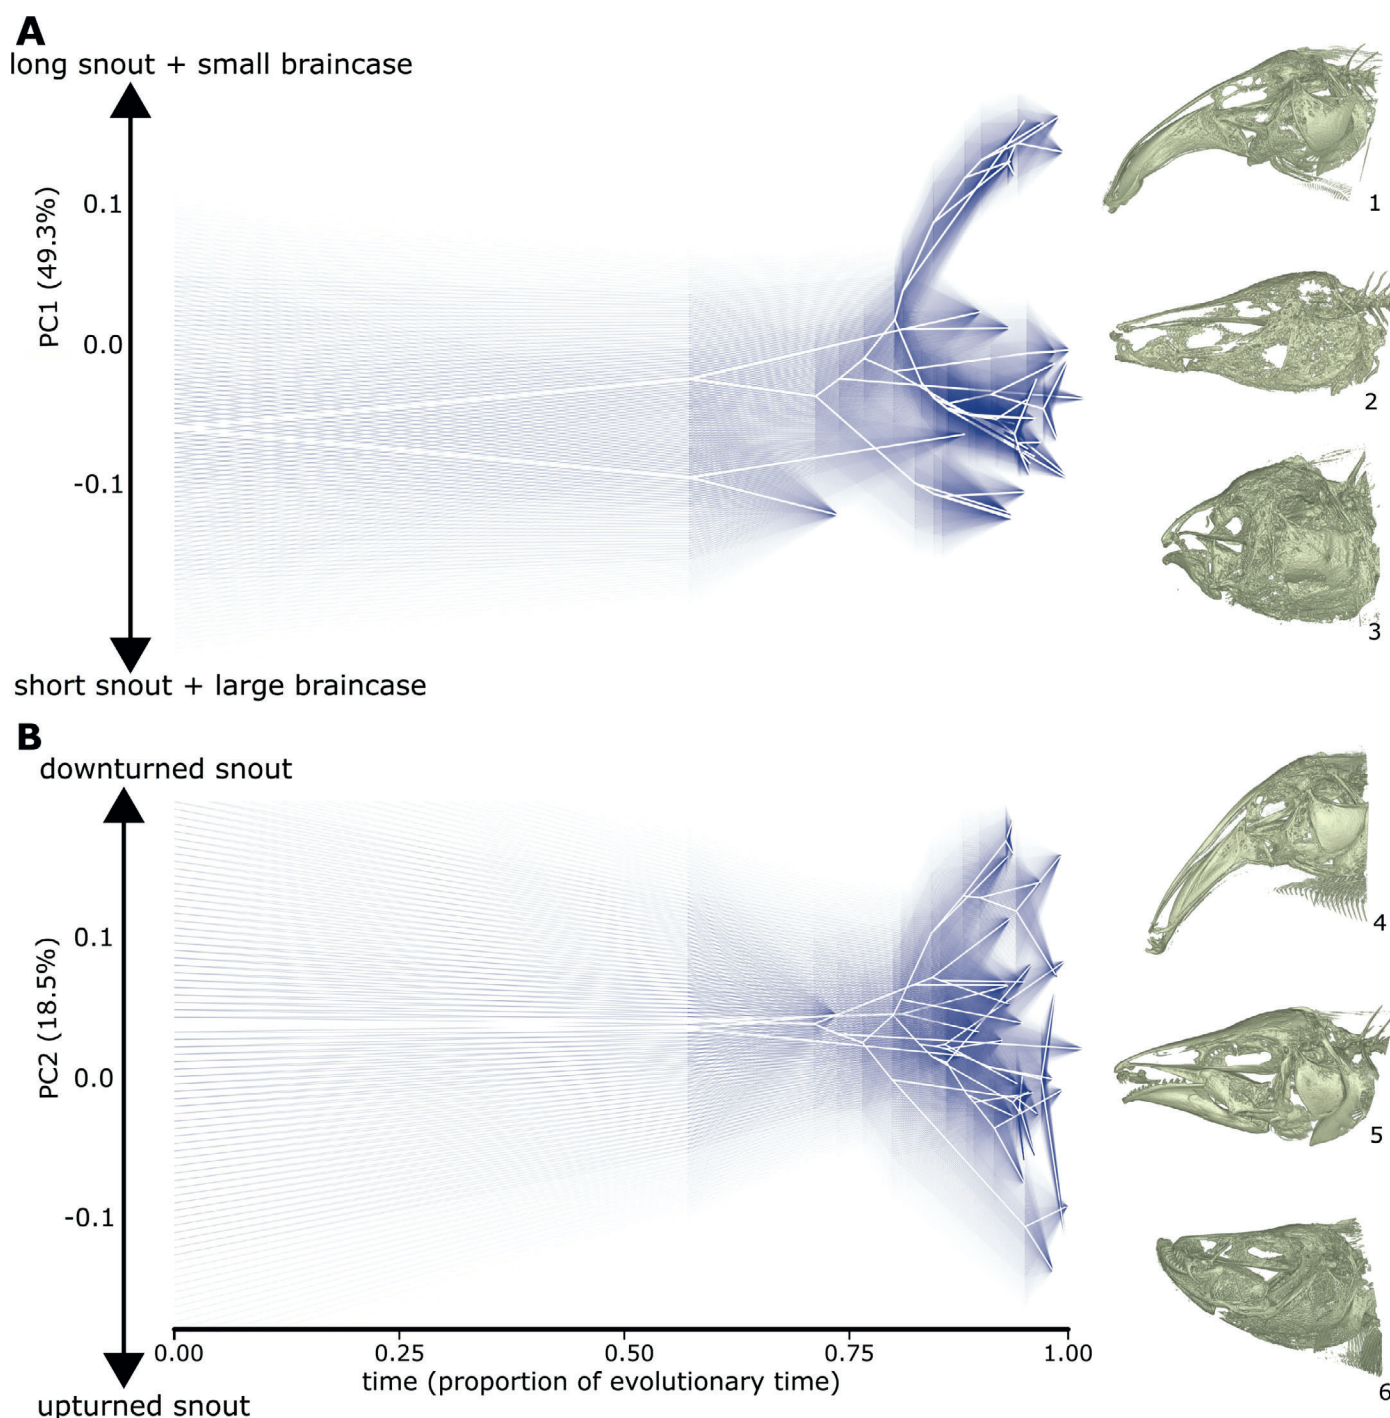 A
long snout + small braincase
PC1 (49.3%)
0.1
0.0
-0.1
short snout + large braincase
1
2
3
B
downturned snout
PC2 (18.5%)
0.1
0.0
-0.1
upturned snout
0.00 0.25 0.50 0.75 1.00
time (proportion of evolutionary time)
4
5
6